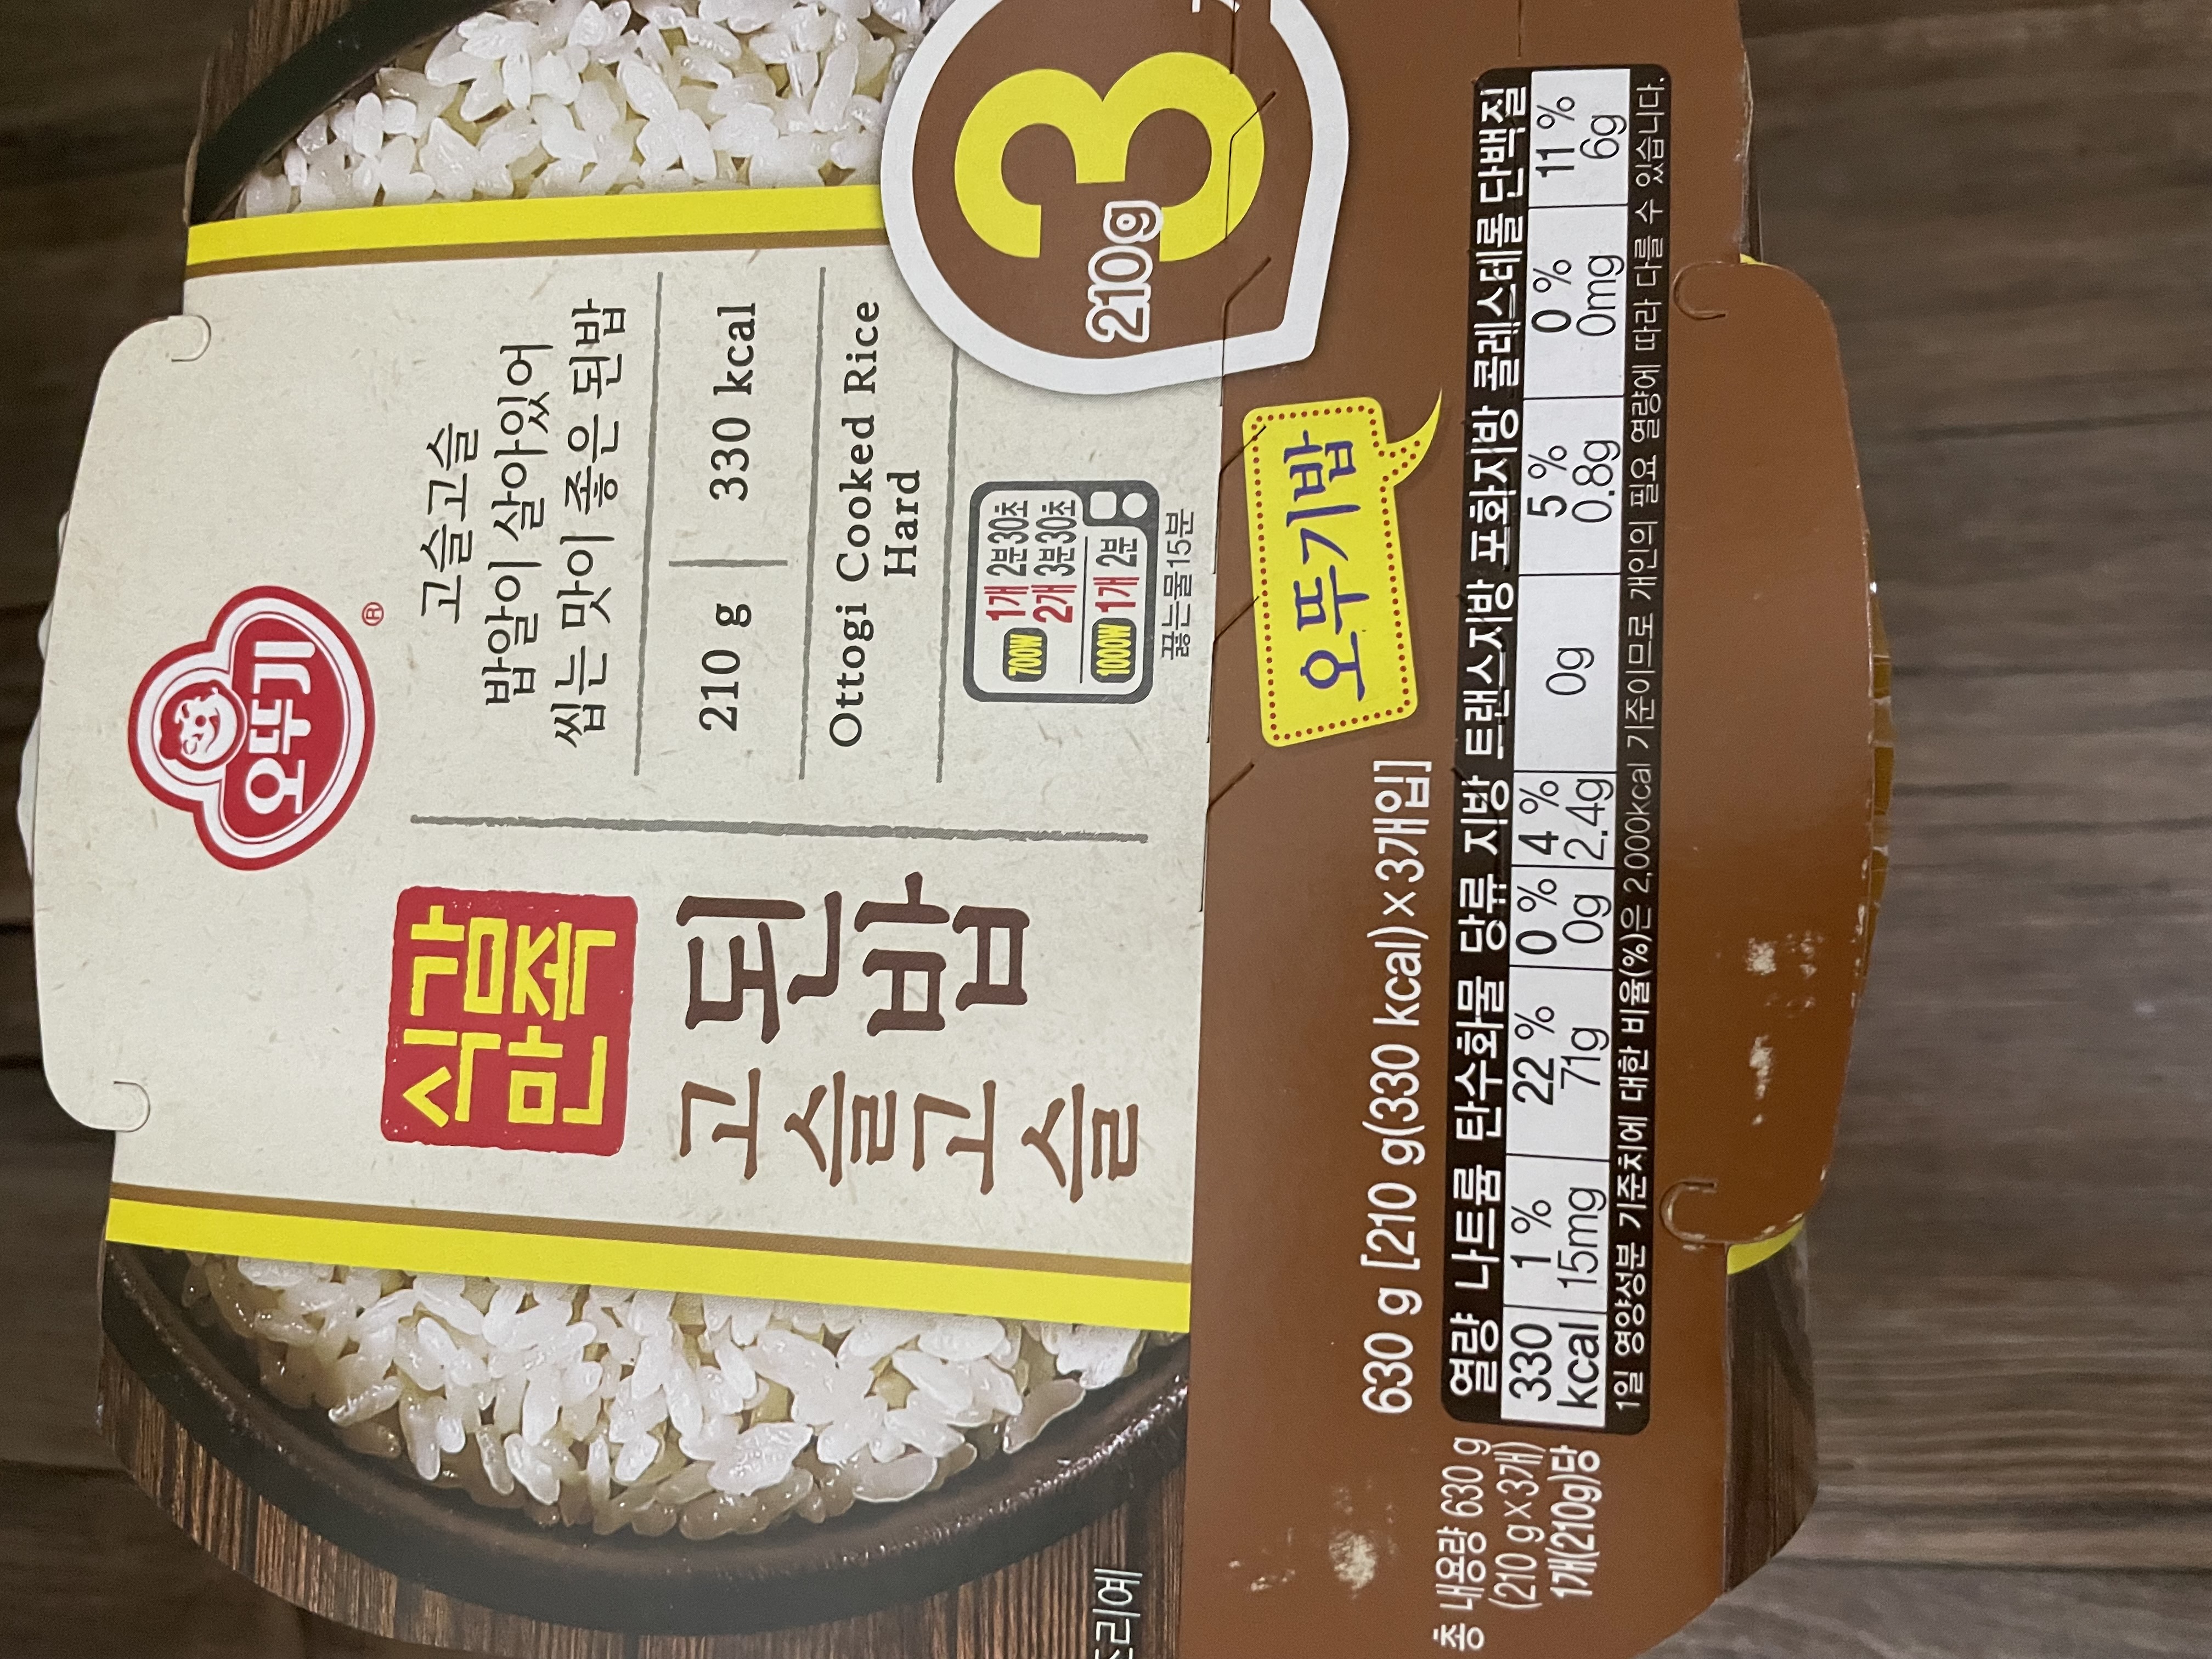 오뚜기
®
식감
만족
고슬고슬
된밥
고슬고슬
밥알이 살아있어
씹는 맛이 좋은 된밥
210 g | 330 kcal
Ottogi Cooked Rice
Hard
700W 1개 2분30초
2개 3분30초
1000W 1개 2분
끓는물15분
3
210g
조리예
오뚜기밥
630 g [210 g(330 kcal)×3개입]
총 내용량 630 g
(210 g×3개)
1개(210g)당
열량 나트륨 탄수화물 당류 지방 트랜스지방 포화지방 콜레스테롤 단백질
330 1 % 22 % 0 % 4 % 0g 5 % 0 % 11 %
kcal 15mg 71g 0g 2.4g 0.8g 0mg 6g
1일 영양성분 기준치에 대한 비율(%)은 2,000kcal 기준이므로 개인의 필요 열량에 따라 다를 수 있습니다.